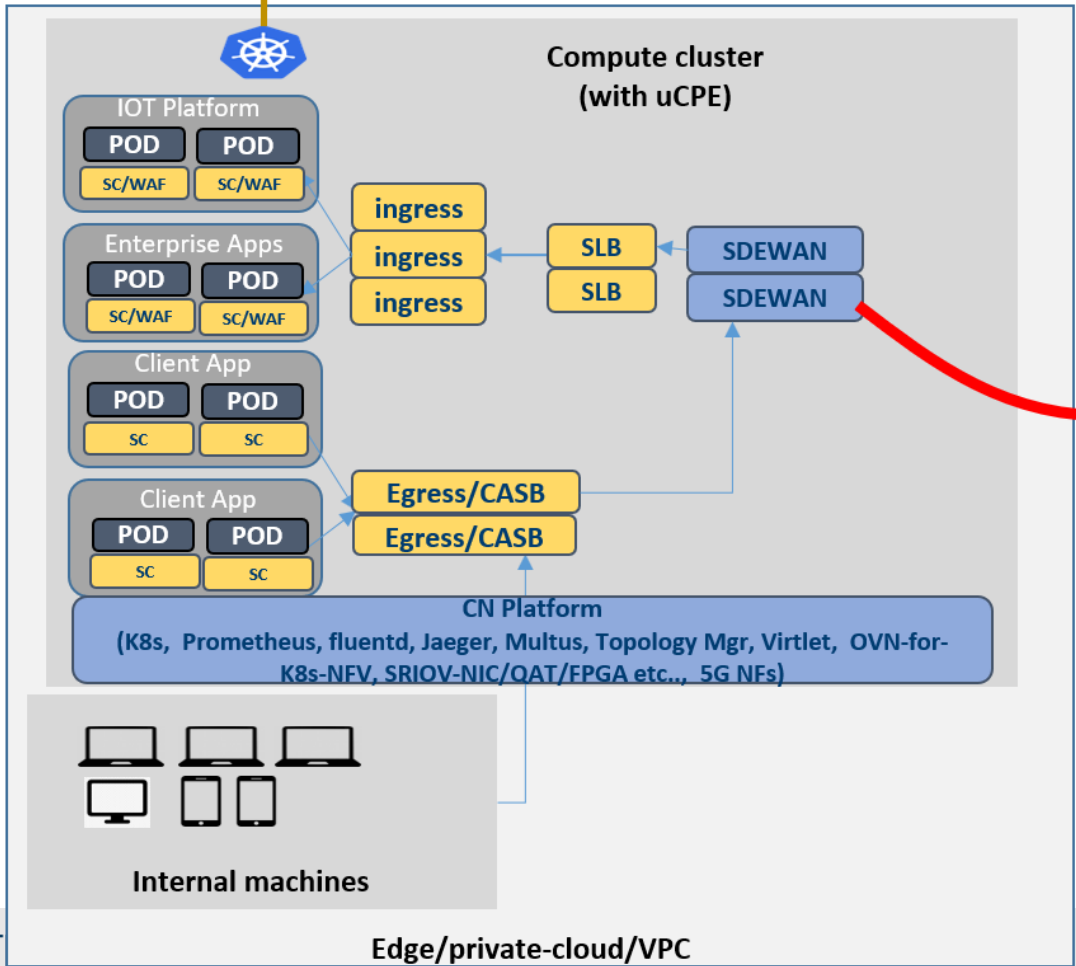 Compute cluster
(with uCPE)
IOT Platform
POD POD
SC/WAF SC/WAF
Enterprise Apps
POD POD
SC/WAF SC/WAF
Client App
POD POD
SC SC
Client App
POD POD
SC SC
ingress
ingress
ingress
SLB
SLB
SDEWAN
SDEWAN
Egress/CASB
Egress/CASB
CN Platform
(K8s, Prometheus, fluentd, Jaeger, Multus, Topology Mgr, Virtlet, OVN-for-
K8s-NFV, SRIOV-NIC/QAT/FPGA etc.., 5G NFs)
Internal machines
Edge/private-cloud/VPC